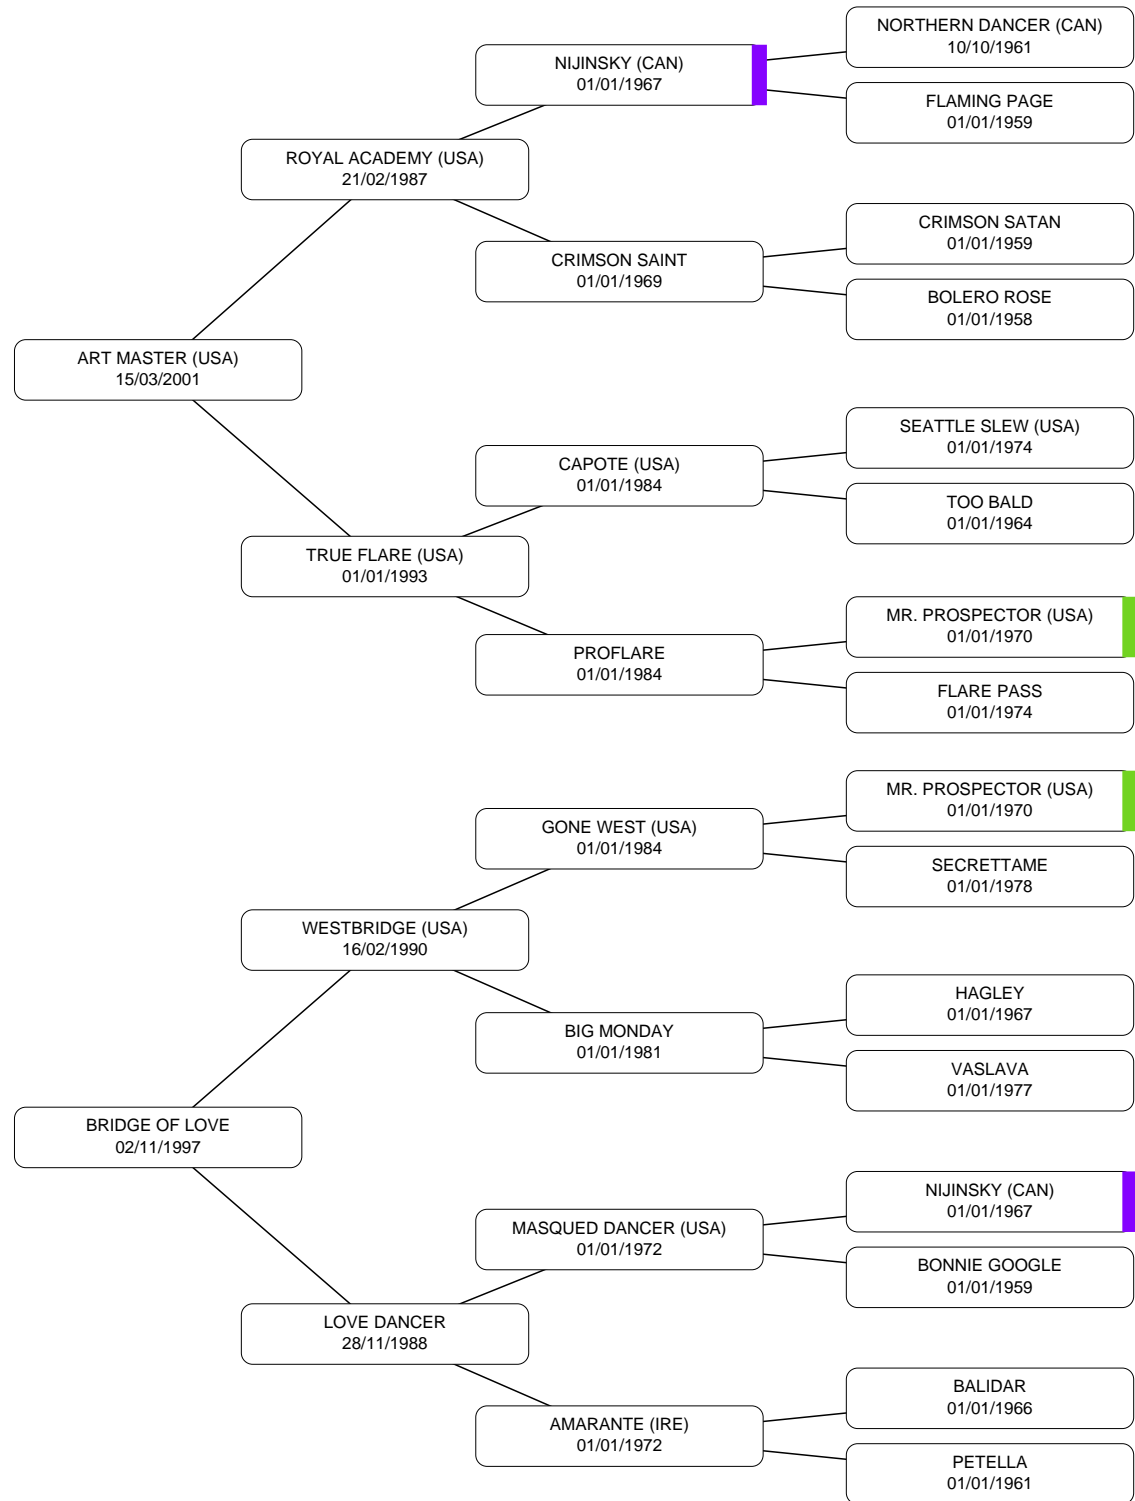 NORTHERN DANCER (CAN)
10/10/1961
NIJINSKY (CAN)
01/01/1967
FLAMING PAGE
01/01/1959
ROYAL ACADEMY (USA)
21/02/1987
CRIMSON SATAN
01/01/1959
CRIMSON SAINT
01/01/1969
BOLERO ROSE
01/01/1958
ART MASTER (USA)
15/03/2001
SEATTLE SLEW (USA)
01/01/1974
CAPOTE (USA)
01/01/1984
TOO BALD
01/01/1964
TRUE FLARE (USA)
01/01/1993
MR. PROSPECTOR (USA)
01/01/1970
PROFLARE
01/01/1984
FLARE PASS
01/01/1974
MR. PROSPECTOR (USA)
01/01/1970
GONE WEST (USA)
01/01/1984
SECRETTAME
01/01/1978
WESTBRIDGE (USA)
16/02/1990
HAGLEY
01/01/1967
BIG MONDAY
01/01/1981
VASLAVA
01/01/1977
BRIDGE OF LOVE
02/11/1997
NIJINSKY (CAN)
01/01/1967
MASQUED DANCER (USA)
01/01/1972
BONNIE GOOGLE
01/01/1959
LOVE DANCER
28/11/1988
BALIDAR
01/01/1966
AMARANTE (IRE)
01/01/1972
PETELLA
01/01/1961